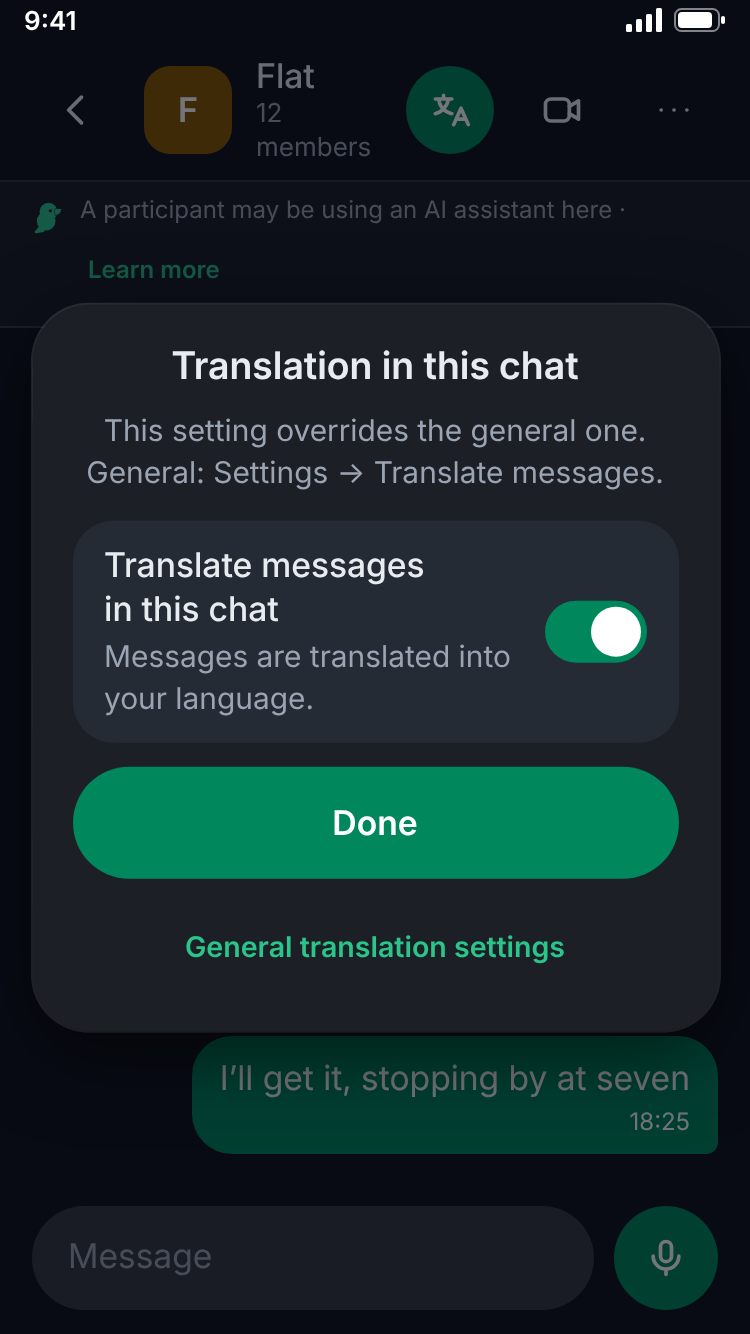 9:41
F
Flat
12
members
A participant may be using an AI assistant here ·
Learn more
Translation in this chat
This setting overrides the general one.
General: Settings → Translate messages.
Translate messages
in this chat
Messages are translated into
your language.
Done
General translation settings
I’ll get it, stopping by at seven
18:25
Message